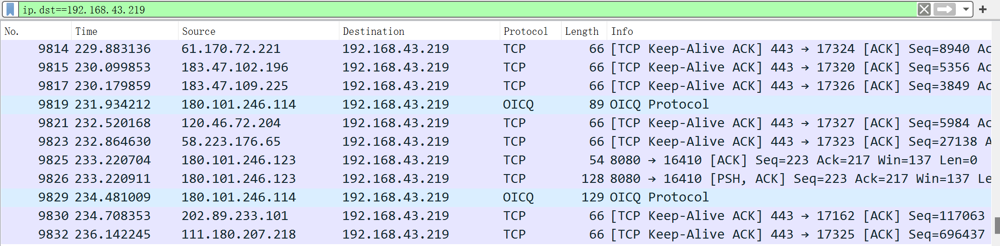 ip.dst==192.168.43.219
No. Time Source Destination Protocol Length Info
9814 229.883136 61.170.72.221 192.168.43.219 TCP 66 [TCP Keep-Alive ACK] 443 → 17324 [ACK] Seq=8940 Ac
9815 230.099853 183.47.102.196 192.168.43.219 TCP 66 [TCP Keep-Alive ACK] 443 → 17320 [ACK] Seq=5356 Ac
9817 230.179859 183.47.109.225 192.168.43.219 TCP 66 [TCP Keep-Alive ACK] 443 → 17326 [ACK] Seq=3849 Ac
9819 231.934212 180.101.246.114 192.168.43.219 OICQ 89 OICQ Protocol
9821 232.520168 120.46.72.204 192.168.43.219 TCP 66 [TCP Keep-Alive ACK] 443 → 17327 [ACK] Seq=5984 Ac
9823 232.864630 58.223.176.65 192.168.43.219 TCP 66 [TCP Keep-Alive ACK] 443 → 17323 [ACK] Seq=27138 A
9825 233.220704 180.101.246.123 192.168.43.219 TCP 54 8080 → 16410 [ACK] Seq=223 Ack=217 Win=137 Len=0
9826 233.220911 180.101.246.123 192.168.43.219 TCP 128 8080 → 16410 [PSH, ACK] Seq=223 Ack=217 Win=137 Le
9829 234.481009 180.101.246.114 192.168.43.219 OICQ 129 OICQ Protocol
9830 234.708353 202.89.233.101 192.168.43.219 TCP 66 [TCP Keep-Alive ACK] 443 → 17162 [ACK] Seq=117063
9832 236.142245 111.180.207.218 192.168.43.219 TCP 66 [TCP Keep-Alive ACK] 443 → 17325 [ACK] Seq=696437